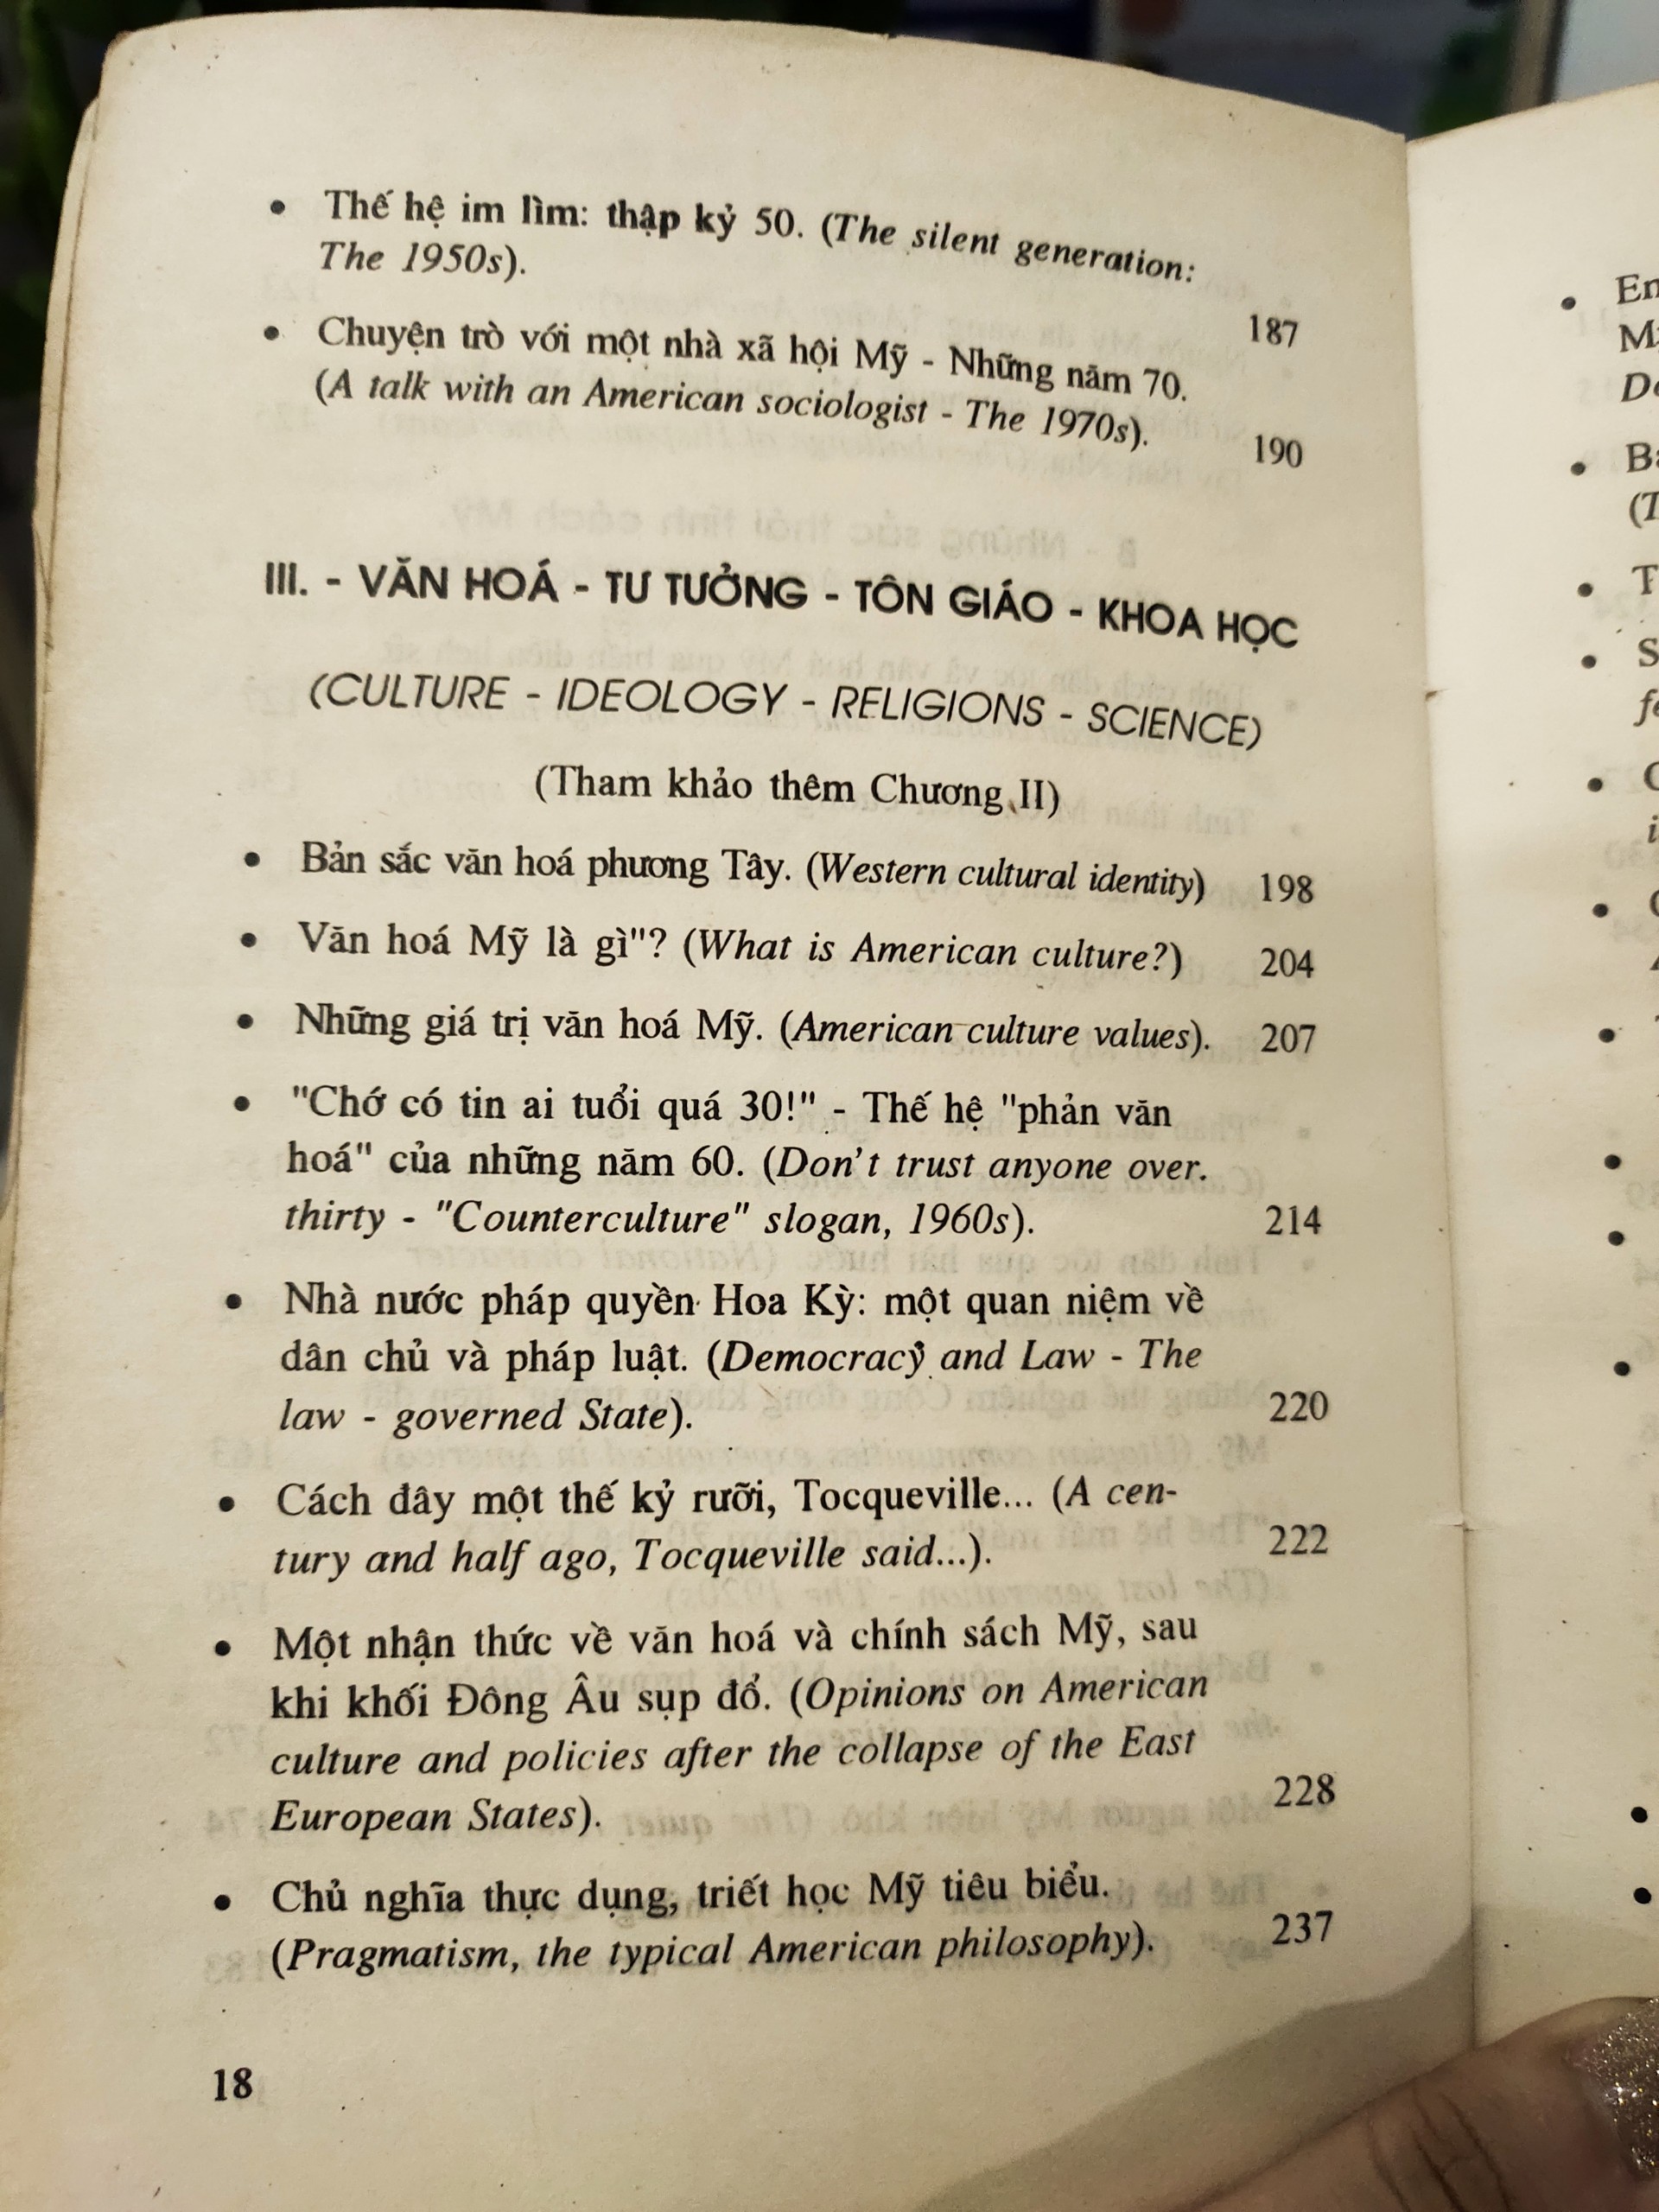 • Thế hệ im lìm: thập kỷ 50. (The silent generation:
The 1950s). 187
• Chuyện trò với một nhà xã hội Mỹ - Những năm 70.
(A talk with an American sociologist - The 1970s). 190
III. - VĂN HOÁ - TƯ TƯỞNG - TÔN GIÁO - KHOA HỌC
(CULTURE - IDEOLOGY - RELIGIONS - SCIENCE)
(Tham khảo thêm Chương II)
• Bản sắc văn hoá phương Tây. (Western cultural identity) 198
• Văn hoá Mỹ là gì"? (What is American culture?) 204
• Những giá trị văn hoá Mỹ. (American culture values). 207
• "Chớ có tin ai tuổi quá 30!" - Thế hệ "phản văn
hoá" của những năm 60. (Don't trust anyone over.
thirty - "Counterculture" slogan, 1960s). 214
• Nhà nước pháp quyền Hoa Kỳ: một quan niệm về
dân chủ và pháp luật. (Democracy and Law - The
law - governed State). 220
• Cách đây một thế kỷ rưỡi, Tocqueville... (A cen-
tury and half ago, Tocqueville said...). 222
• Một nhận thức về văn hoá và chính sách Mỹ, sau
khi khối Đông Âu sụp đổ. (Opinions on American
culture and policies after the collapse of the East
European States). 228
• Chủ nghĩa thực dụng, triết học Mỹ tiêu biểu.
(Pragmatism, the typical American philosophy). 237
18